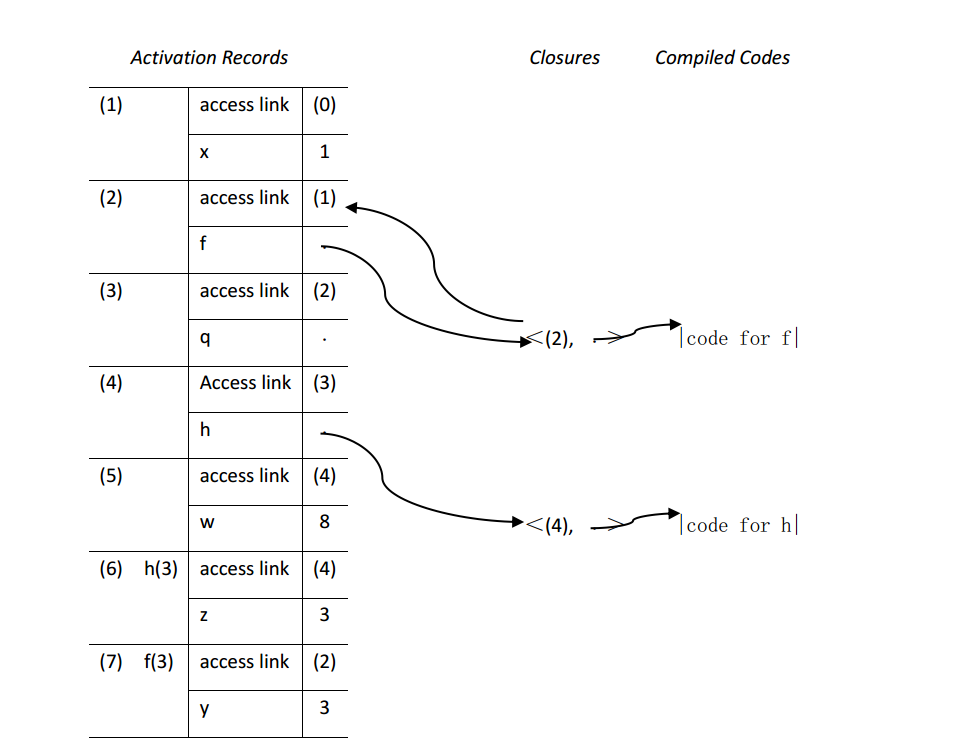 Activation Records Closures Compiled Codes
(1) access link (0)
x 1
(2) access link (1)
f .
(3) access link (2)
q .
<(2), . > |code for f|
(4) Access link (3)
h .
(5) access link (4)
w 8
<(4), . > |code for h|
(6) h(3) access link (4)
z 3
(7) f(3) access link (2)
y 3